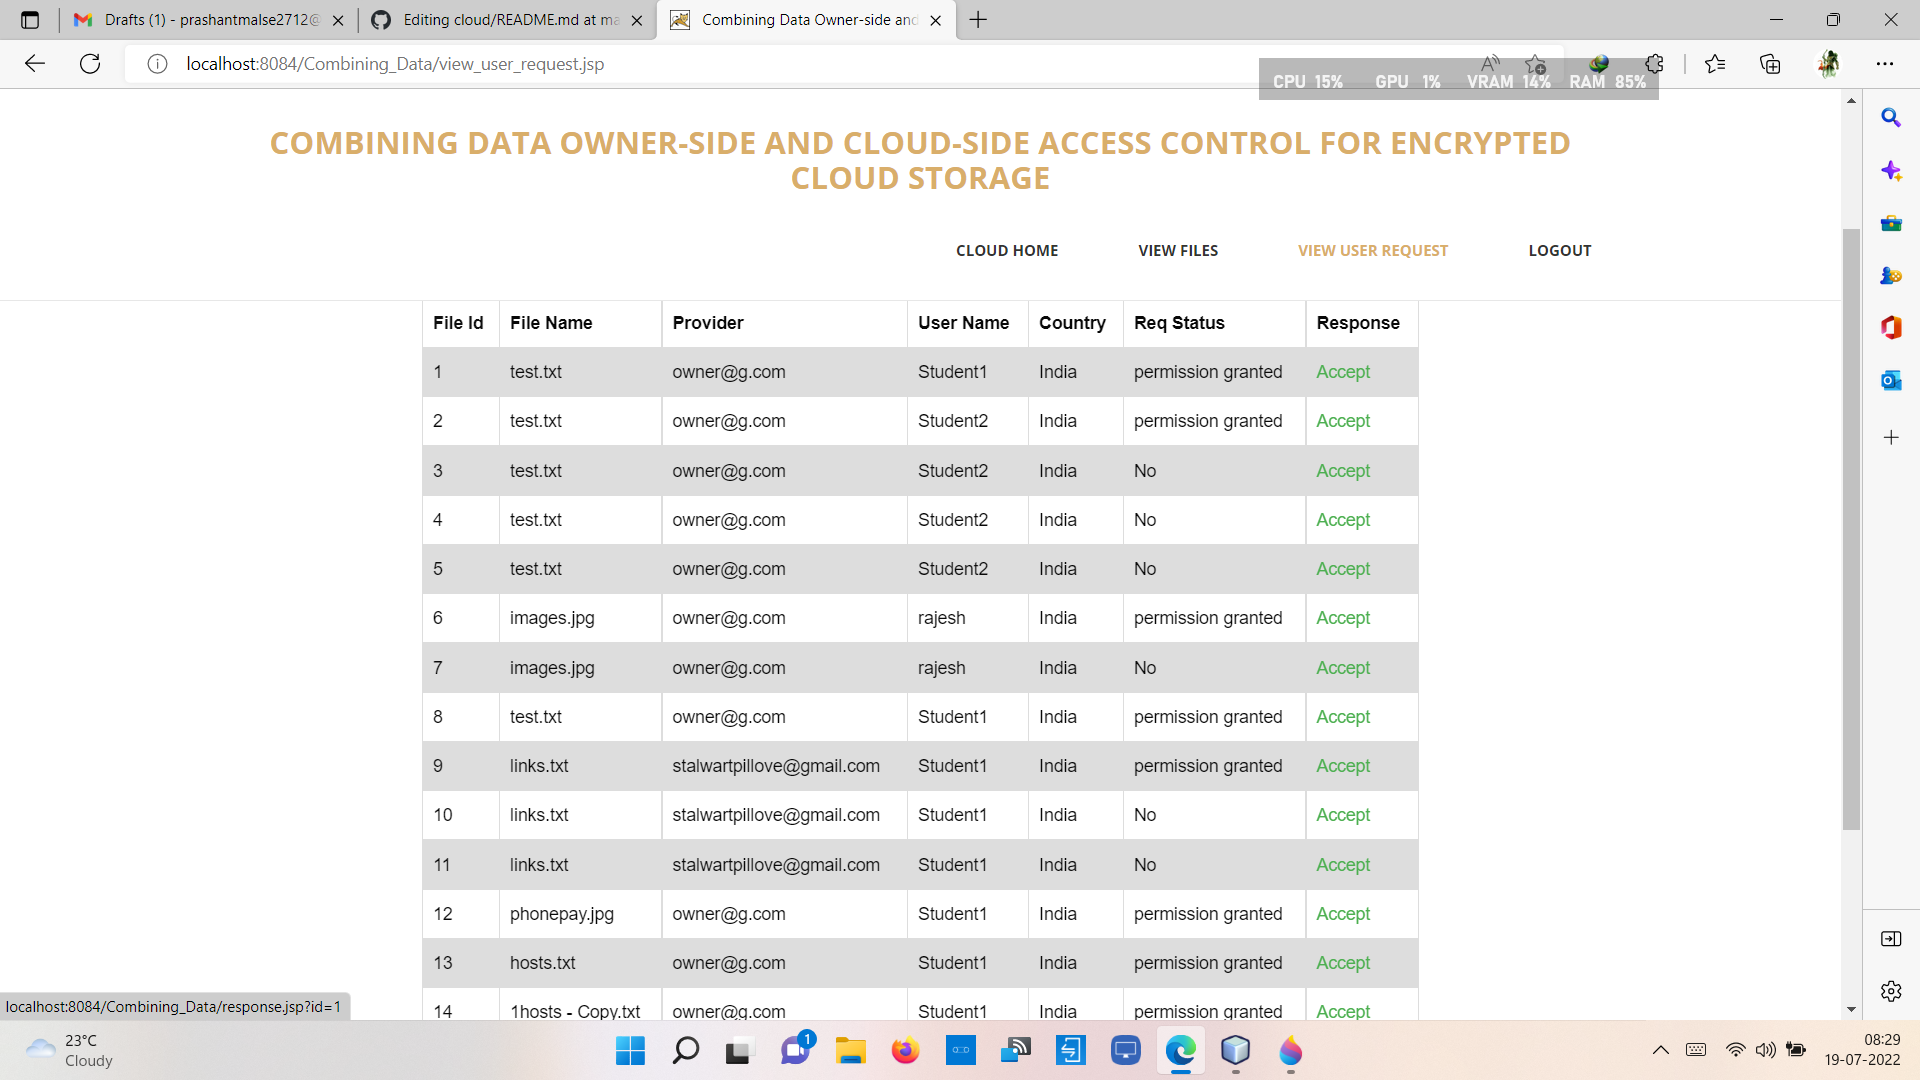 Drafts (1) - prashantmalse2712@
Editing cloud/README.md at ma
Combining Data Owner-side and
localhost:8084/Combining_Data/view_user_request.jsp
CPU 15% GPU 1% VRAM 14% RAM 85%
COMBINING DATA OWNER-SIDE AND CLOUD-SIDE ACCESS CONTROL FOR ENCRYPTED
CLOUD STORAGE
CLOUD HOME VIEW FILES VIEW USER REQUEST LOGOUT
File Id File Name Provider User Name Country Req Status Response
1 test.txt owner@g.com Student1 India permission granted Accept
2 test.txt owner@g.com Student2 India permission granted Accept
3 test.txt owner@g.com Student2 India No Accept
4 test.txt owner@g.com Student2 India No Accept
5 test.txt owner@g.com Student2 India No Accept
6 images.jpg owner@g.com rajesh India permission granted Accept
7 images.jpg owner@g.com rajesh India No Accept
8 test.txt owner@g.com Student1 India permission granted Accept
9 links.txt stalwartpillove@gmail.com Student1 India permission granted Accept
10 links.txt stalwartpillove@gmail.com Student1 India No Accept
11 links.txt stalwartpillove@gmail.com Student1 India No Accept
12 phonepay.jpg owner@g.com Student1 India permission granted Accept
13 hosts.txt owner@g.com Student1 India permission granted Accept
14 1hosts - Copy.txt owner@g.com Student1 India permission granted Accept
localhost:8084/Combining_Data/response.jsp?id=1
23°C
Cloudy
1
08:29
19-07-2022